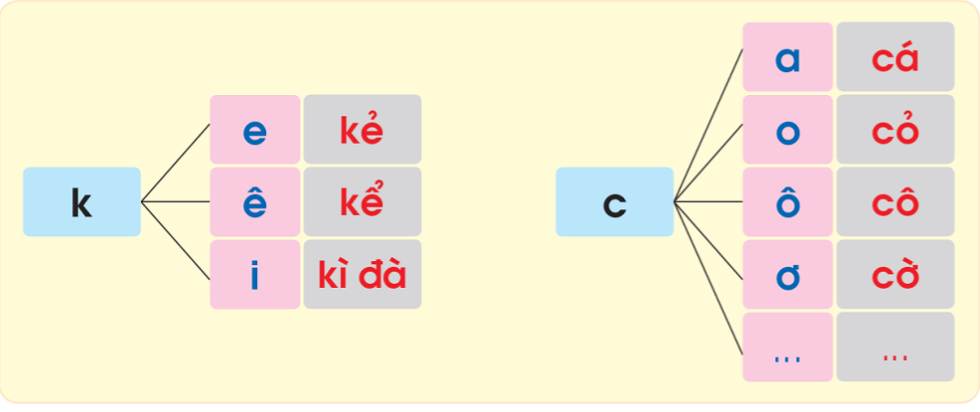 k
e kẻ
ê kể
i kì đà
c
a cá
o cỏ
ô cô
ơ cờ
... ...